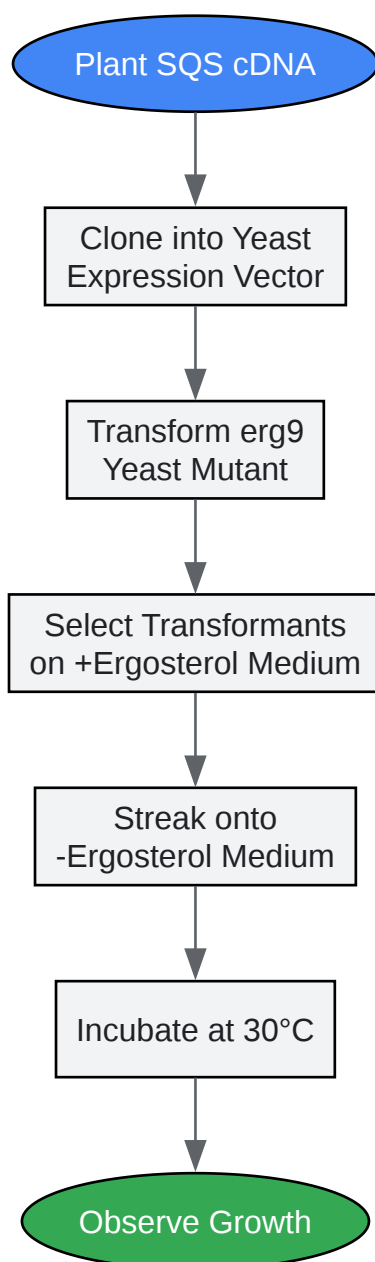 Plant SQS cDNA
Clone into Yeast
Expression Vector
Transform erg9
Yeast Mutant
Select Transformants
on +Ergosterol Medium
Streak onto
-Ergosterol Medium
Incubate at 30°C
Observe Growth